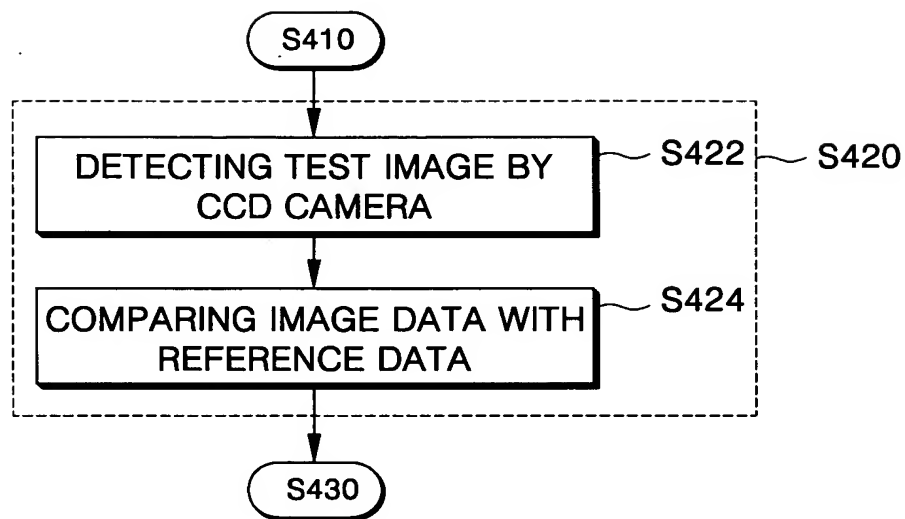 S410
DETECTING TEST IMAGE BY
CCD CAMERA
S422
S420
COMPARING IMAGE DATA WITH
REFERENCE DATA
S424
S430